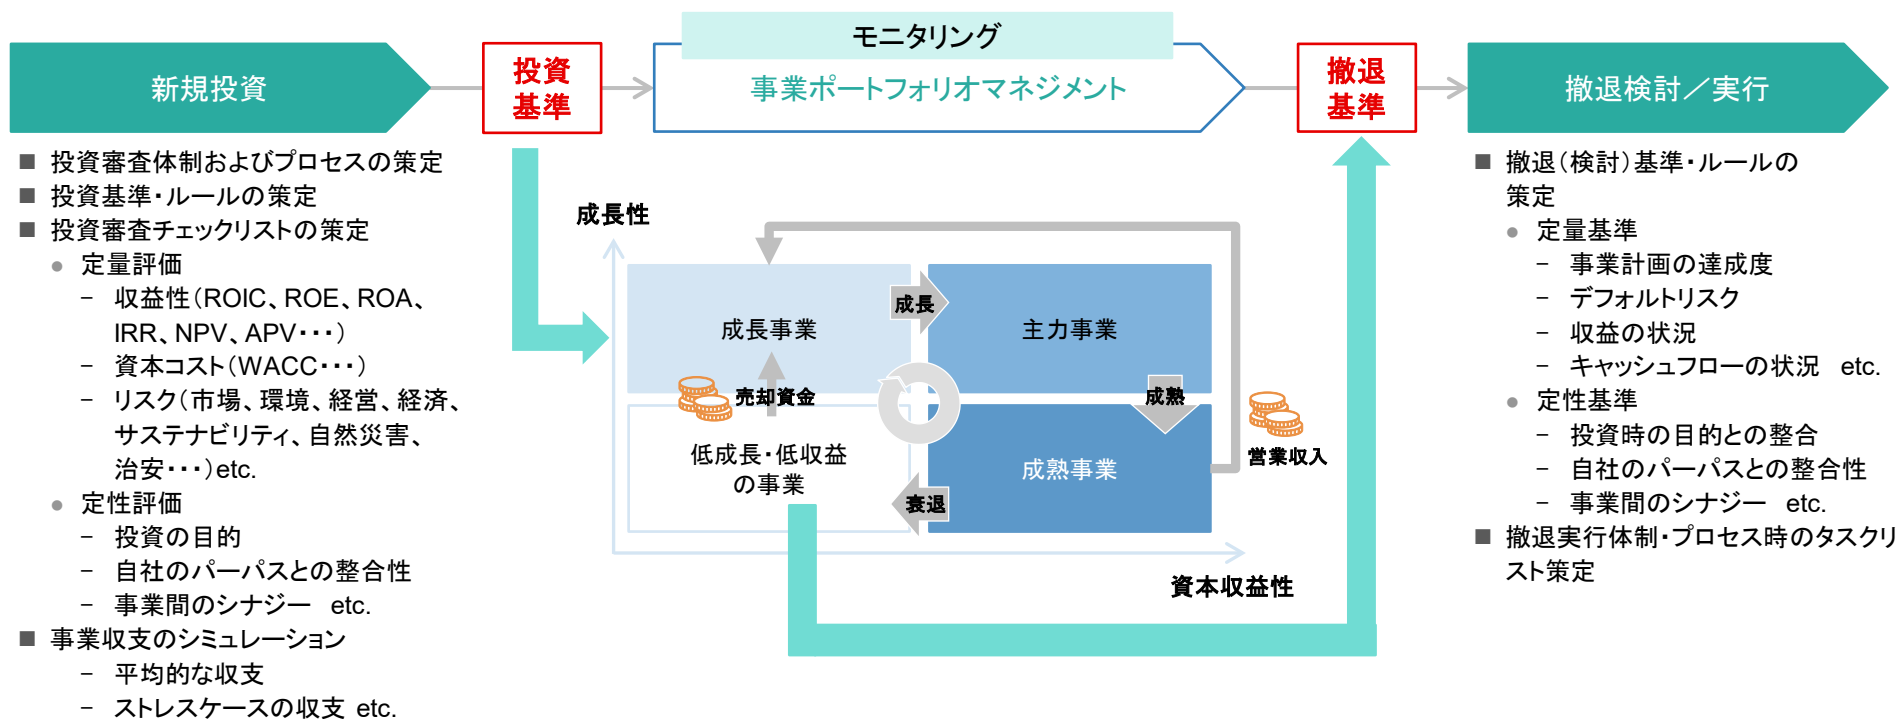 新規投資
投資
基準
モニタリング
事業ポートフォリオマネジメント
撤退
基準
撤退検討／実行
■ 投資審査体制およびプロセスの策定
■ 投資基準・ルールの策定
■ 投資審査チェックリストの策定
● 定量評価
− 収益性（ROIC、ROE、ROA、
IRR、NPV、APV・・・）
− 資本コスト（WACC・・・）
− リスク（市場、環境、経営、経済、
サステナビリティ、自然災害、
治安・・・）etc.
● 定性評価
− 投資の目的
− 自社のパーパスとの整合性
− 事業間のシナジー etc.
■ 事業収支のシミュレーション
− 平均的な収支
− ストレスケースの収支 etc.
成長性
成長事業
成長
主力事業
売却資金
成熟
低成長・低収益
の事業
衰退
成熟事業
営業収入
資本収益性
■ 撤退（検討）基準・ルールの
策定
● 定量基準
− 事業計画の達成度
− デフォルトリスク
− 収益の状況
− キャッシュフローの状況 etc.
● 定性基準
− 投資時の目的との整合
− 自社のパーパスとの整合性
− 事業間のシナジー etc.
■ 撤退実行体制・プロセス時のタスクリ
スト策定